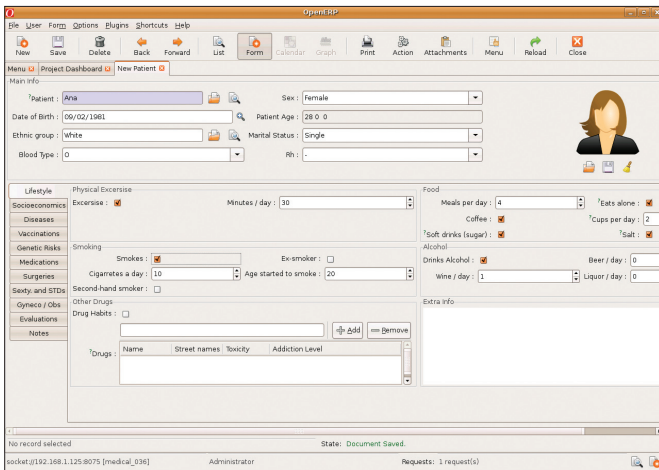 OpenERP
File User Form Options Plugins Shortcuts Help
New Save Delete Back Forward List Form Calendar Graph Print Action Attachments Menu Reload Close
Menu Project Dashboard New Patient
Main Info
?Patient : Ana Sex : Female
Date of Birth : 09/02/1981 Patient Age : 28 0 0
Ethnic group : White Marital Status : Single
Blood Type : O Rh : -
Lifestyle
Socioeconomics
Diseases
Vaccinations
Genetic Risks
Medications
Surgeries
Sexty. and STDs
Gyneco / Obs
Evaluations
Notes
Physical Excersise
Excersise : Minutes / day : 30
Smoking
Smokes : Ex-smoker :
Cigarretes a day : 10 Age started to smoke : 20
Second-hand smoker :
Other Drugs
Drug Habits :
Add Remove
?Drugs : Name Street names Toxicity Addiction Level
Food
Meals per day : 4 ?Eats alone :
Coffee : ?Cups per day : 2
?Soft drinks (sugar) : ?Salt :
Alcohol
Drinks Alcohol : Beer / day : 0
Wine / day : 1 Liquor / day : 0
Extra Info
No record selected State: Document Saved.
socket://192.168.1.125:8075 [medical_036] Administrator Requests: 1 request(s)